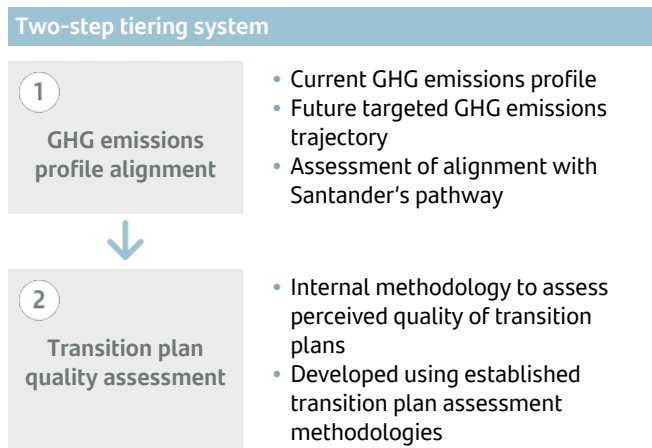 Two-step tiering system
1
GHG emissions
profile alignment
• Current GHG emissions profile
• Future targeted GHG emissions
trajectory
• Assessment of alignment with
Santander's pathway
2
Transition plan
quality assessment
• Internal methodology to assess
perceived quality of transition
plans
• Developed using established
transition plan assessment
methodologies